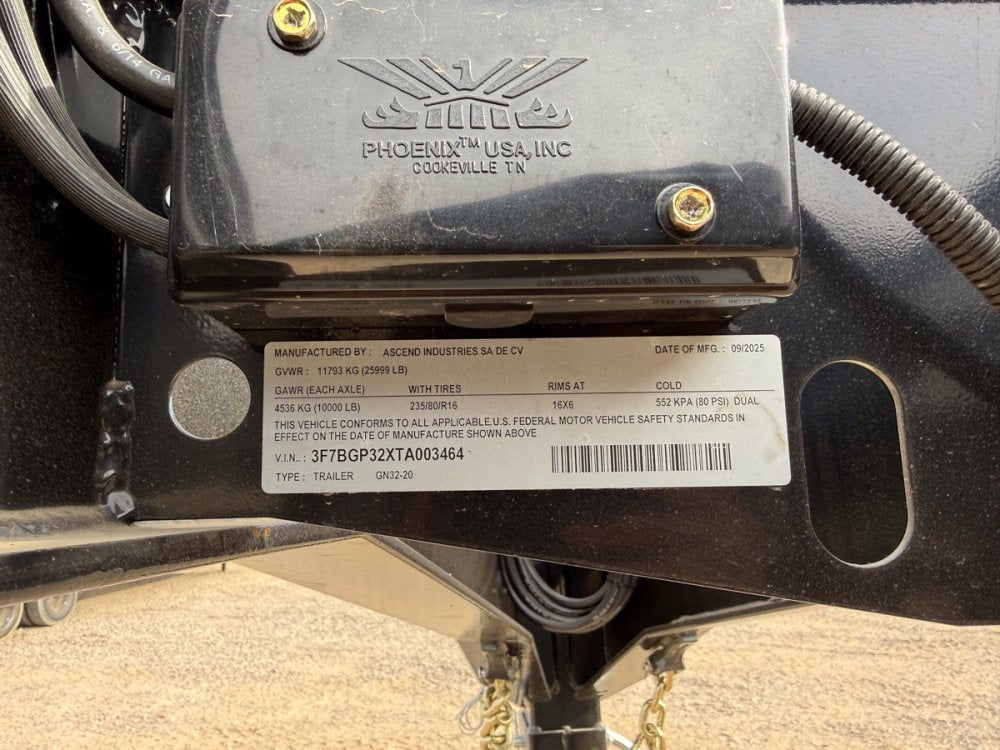 & 6/14 GA
PHOENIX™ USA, INC
COOKEVILLE TN
MANUFACTURED BY : ASCEND INDUSTRIES SA DE CV DATE OF MFG. : 09/2025
GVWR : 11793 KG (25999 LB)
GAWR (EACH AXLE) WITH TIRES RIMS AT COLD
4536 KG (10000 LB) 235/80/R16 16X6 552 KPA (80 PSI) DUAL
THIS VEHICLE CONFORMS TO ALL APPLICABLE.U.S. FEDERAL MOTOR VEHICLE SAFETY STANDARDS IN
EFFECT ON THE DATE OF MANUFACTURE SHOWN ABOVE
V.I.N.. : 3F7BGP32XTA003464
TYPE : TRAILER GN32-20